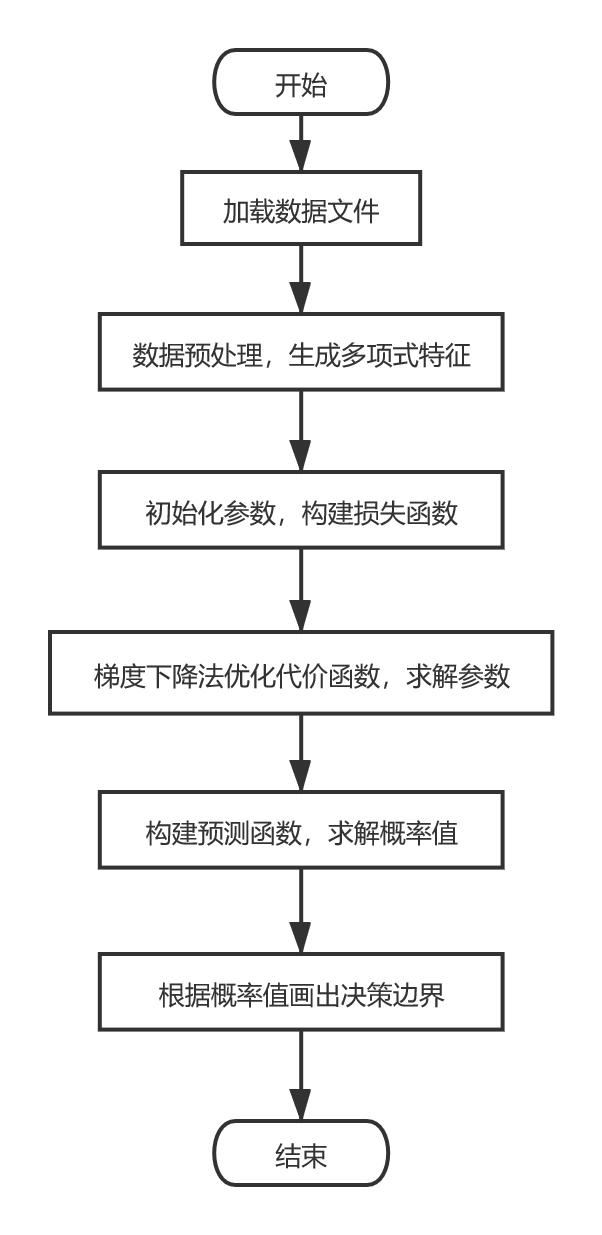 开始
加载数据文件
数据预处理，生成多项式特征
初始化参数，构建损失函数
梯度下降法优化代价函数，求解参数
构建预测函数，求解概率值
根据概率值画出决策边界
结束